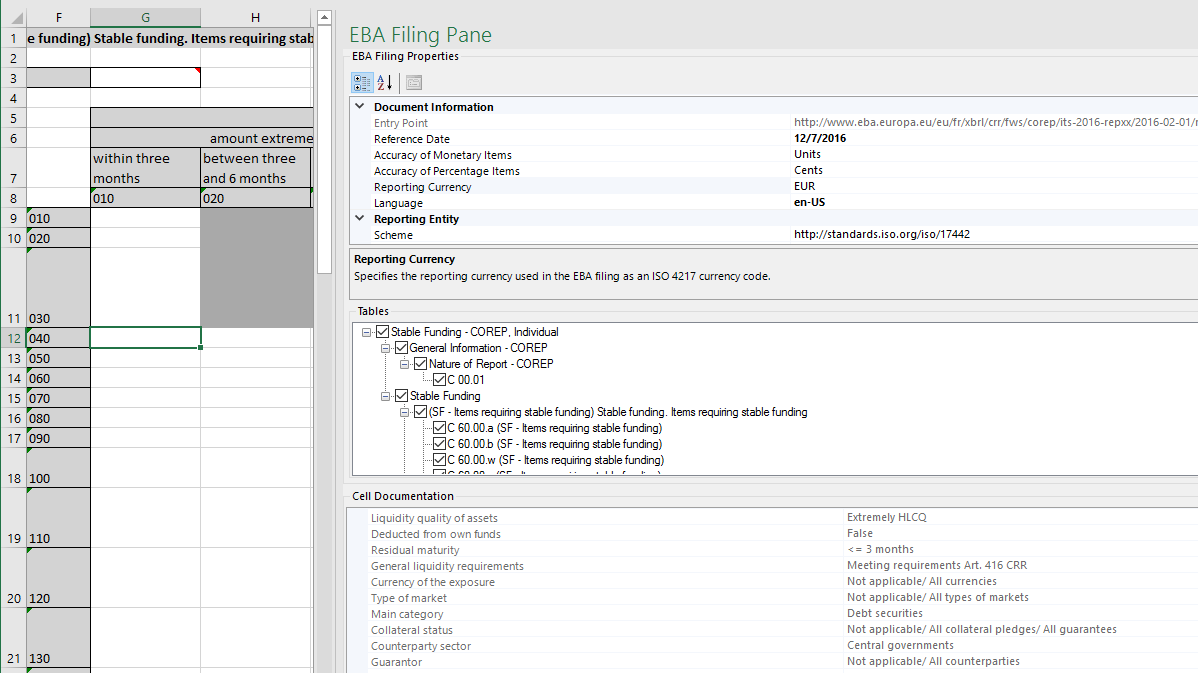 F G H
1 e funding) Stable funding. Items requiring stab
2
3
4
5
6 amount extreme
within three between three
7 months and 6 months
8 010 020
9 010
10 020
11 030
12 040
13 050
14 060
15 070
16 080
17 090
18 100
19 110
20 120
21 130
EBA Filing Pane
EBA Filing Properties
Document Information
Entry Point http://www.eba.europa.eu/eu/fr/xbrl/crr/fws/corep/its-2016-repxx/2016-02-01/
Reference Date 12/7/2016
Accuracy of Monetary Items Units
Accuracy of Percentage Items Cents
Reporting Currency EUR
Language en-US
Reporting Entity
Scheme http://standards.iso.org/iso/17442
Reporting Currency
Specifies the reporting currency used in the EBA filing as an ISO 4217 currency code.
Tables
Stable Funding - COREP, Individual
General Information - COREP
Nature of Report - COREP
C 00.01
Stable Funding
(SF - Items requiring stable funding) Stable funding. Items requiring stable funding
C 60.00.a (SF - Items requiring stable funding)
C 60.00.b (SF - Items requiring stable funding)
C 60.00.w (SF - Items requiring stable funding)
Cell Documentation
Liquidity quality of assets Extremely HLCQ
Deducted from own funds False
Residual maturity <= 3 months
General liquidity requirements Meeting requirements Art. 416 CRR
Currency of the exposure Not applicable/ All currencies
Type of market Not applicable/ All types of markets
Main category Debt securities
Collateral status Not applicable/ All collateral pledges/ All guarantees
Counterparty sector Central governments
Guarantor Not applicable/ All counterparties